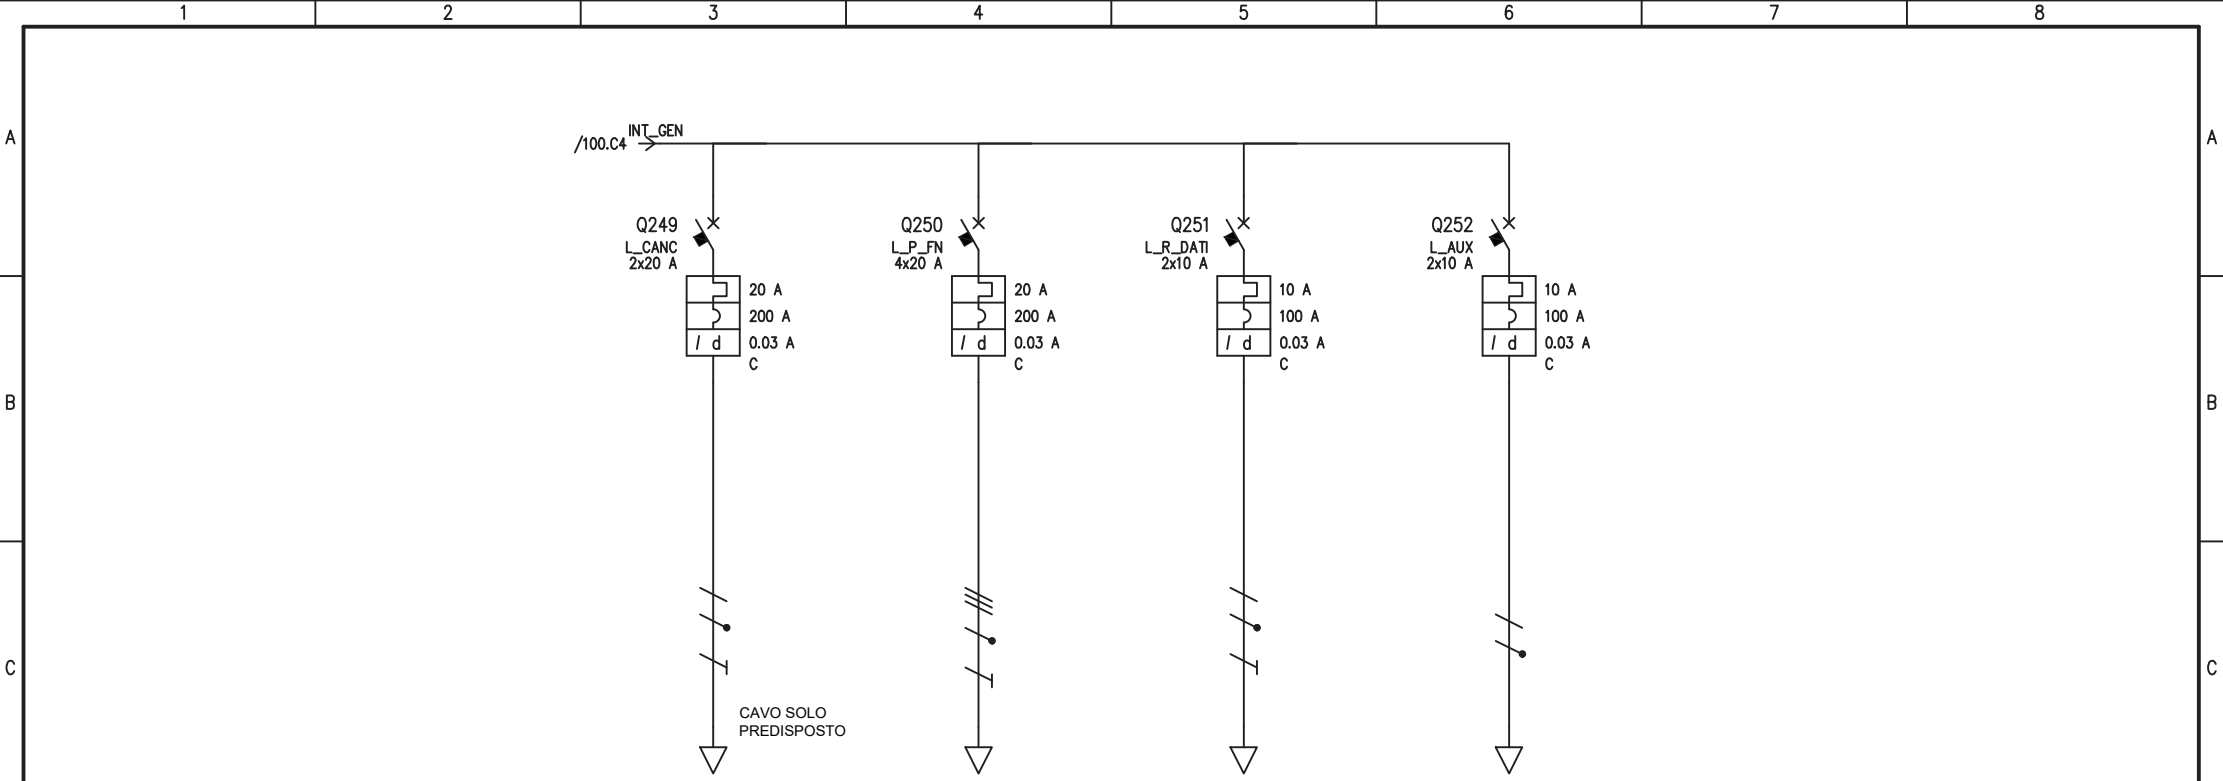 1 2 3 4 5 6 7 8
A A
INT_GEN
/100.C4
Q249 Q250 Q251 Q252
L_CANC L_P_FN L_R_DATI L_AUX
2x20 A 4x20 A 2x10 A 2x10 A
20 A 20 A 10 A 10 A
200 A 200 A 100 A 100 A
I d 0.03 A I d 0.03 A I d 0.03 A I d 0.03 A
C C C C
B B
C C
CAVO SOLO
PREDISPOSTO